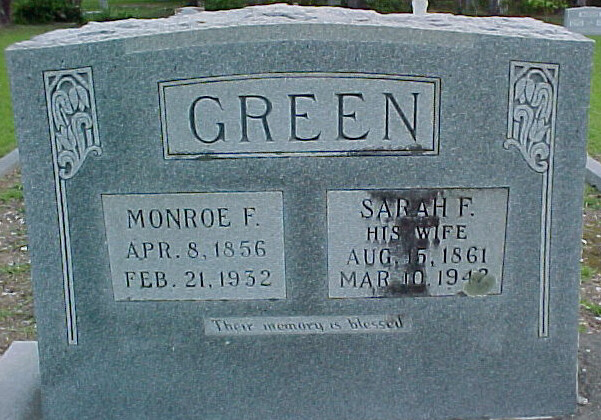 GREEN
MONROE F.
APR. 8, 1856
FEB. 21, 1932
SARAH F.
HIS WIFE
AUG. 15, 1861
MAR. 10,
Their memory is blessed